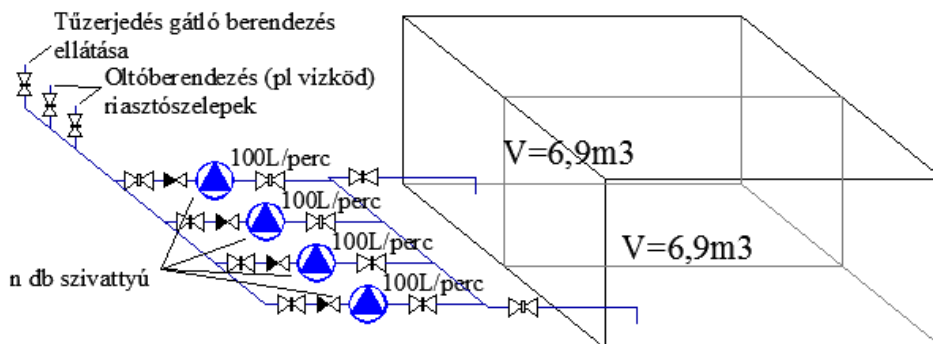 Tűzerjedés gátló berendezés
ellátása
Oltóberendezés (pl vizköd)
riasztószelepek
100L/perc
100L/perc
100L/perc
100L/perc
n db szivattyú
V=6,9m3
V=6,9m3